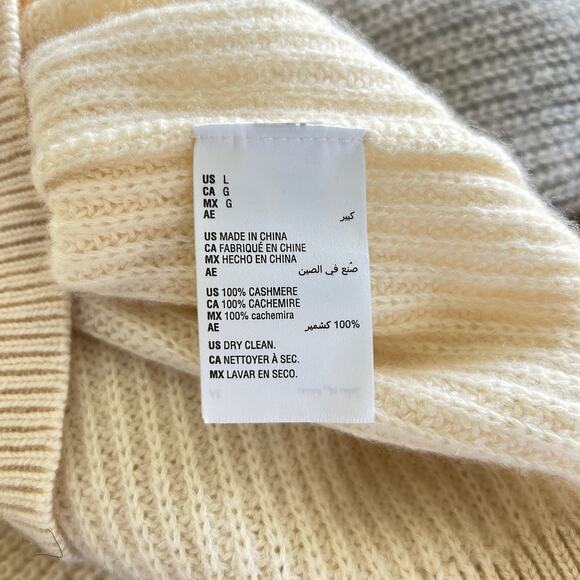 US L
CA G
MX G
AE كبير
US MADE IN CHINA
CA FABRIQUÉ EN CHINE
MX HECHO EN CHINA
AE صُنع في الصين
US 100% CASHMERE
CA 100% CACHEMIRE
MX 100% cachemira
AE 100% كشمير
US DRY CLEAN.
CA NETTOYER À SEC.
MX LAVAR EN SECO.